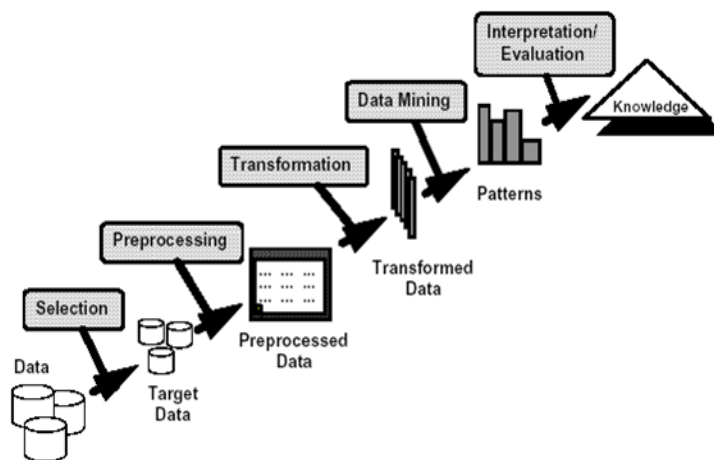 Interpretation/
Evaluation
Data Mining
Knowledge
Transformation
Patterns
Preprocessing
Transformed
Data
Selection
Preprocessed
Data
Data
Target
Data